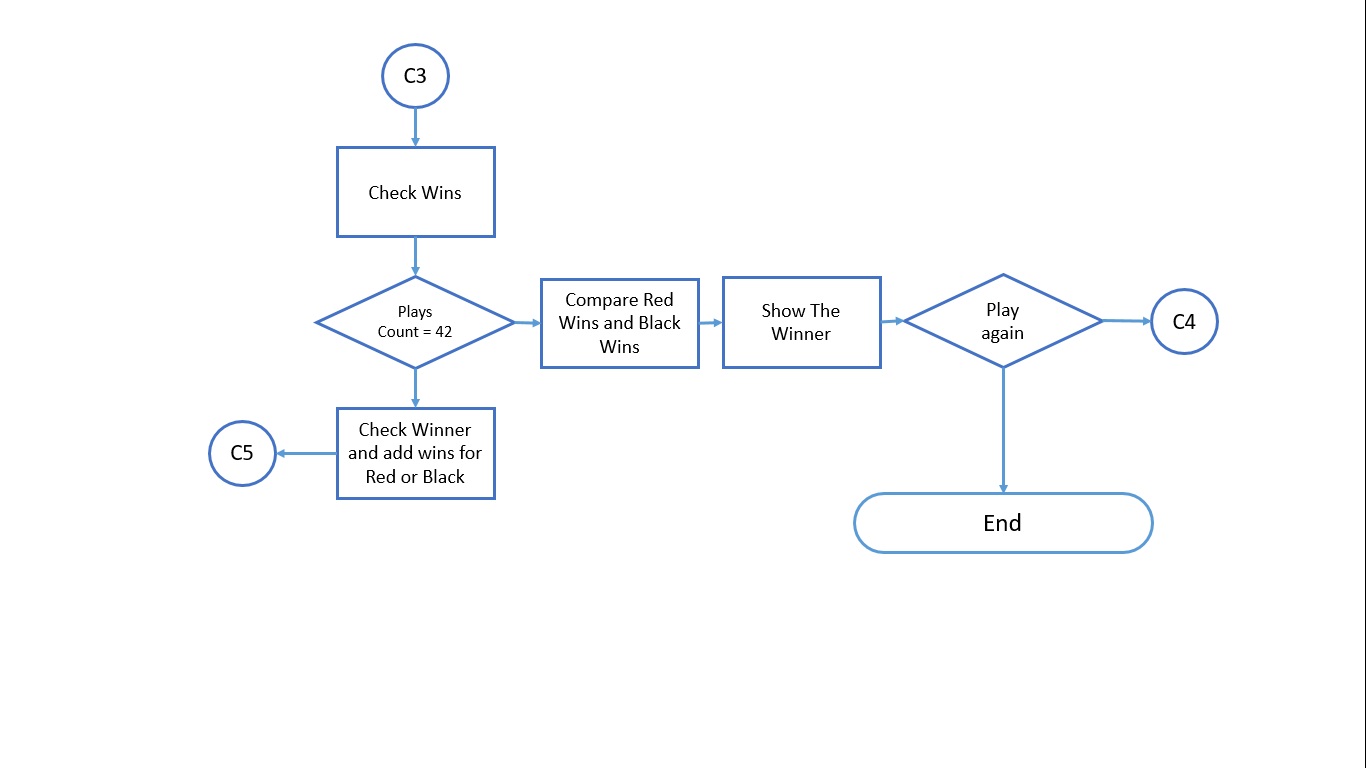 C3
Check Wins
Plays
Count = 42
Compare Red
Wins and Black
Wins
Show The
Winner
Play
again
C4
Check Winner
and add wins for
Red or Black
C5
End